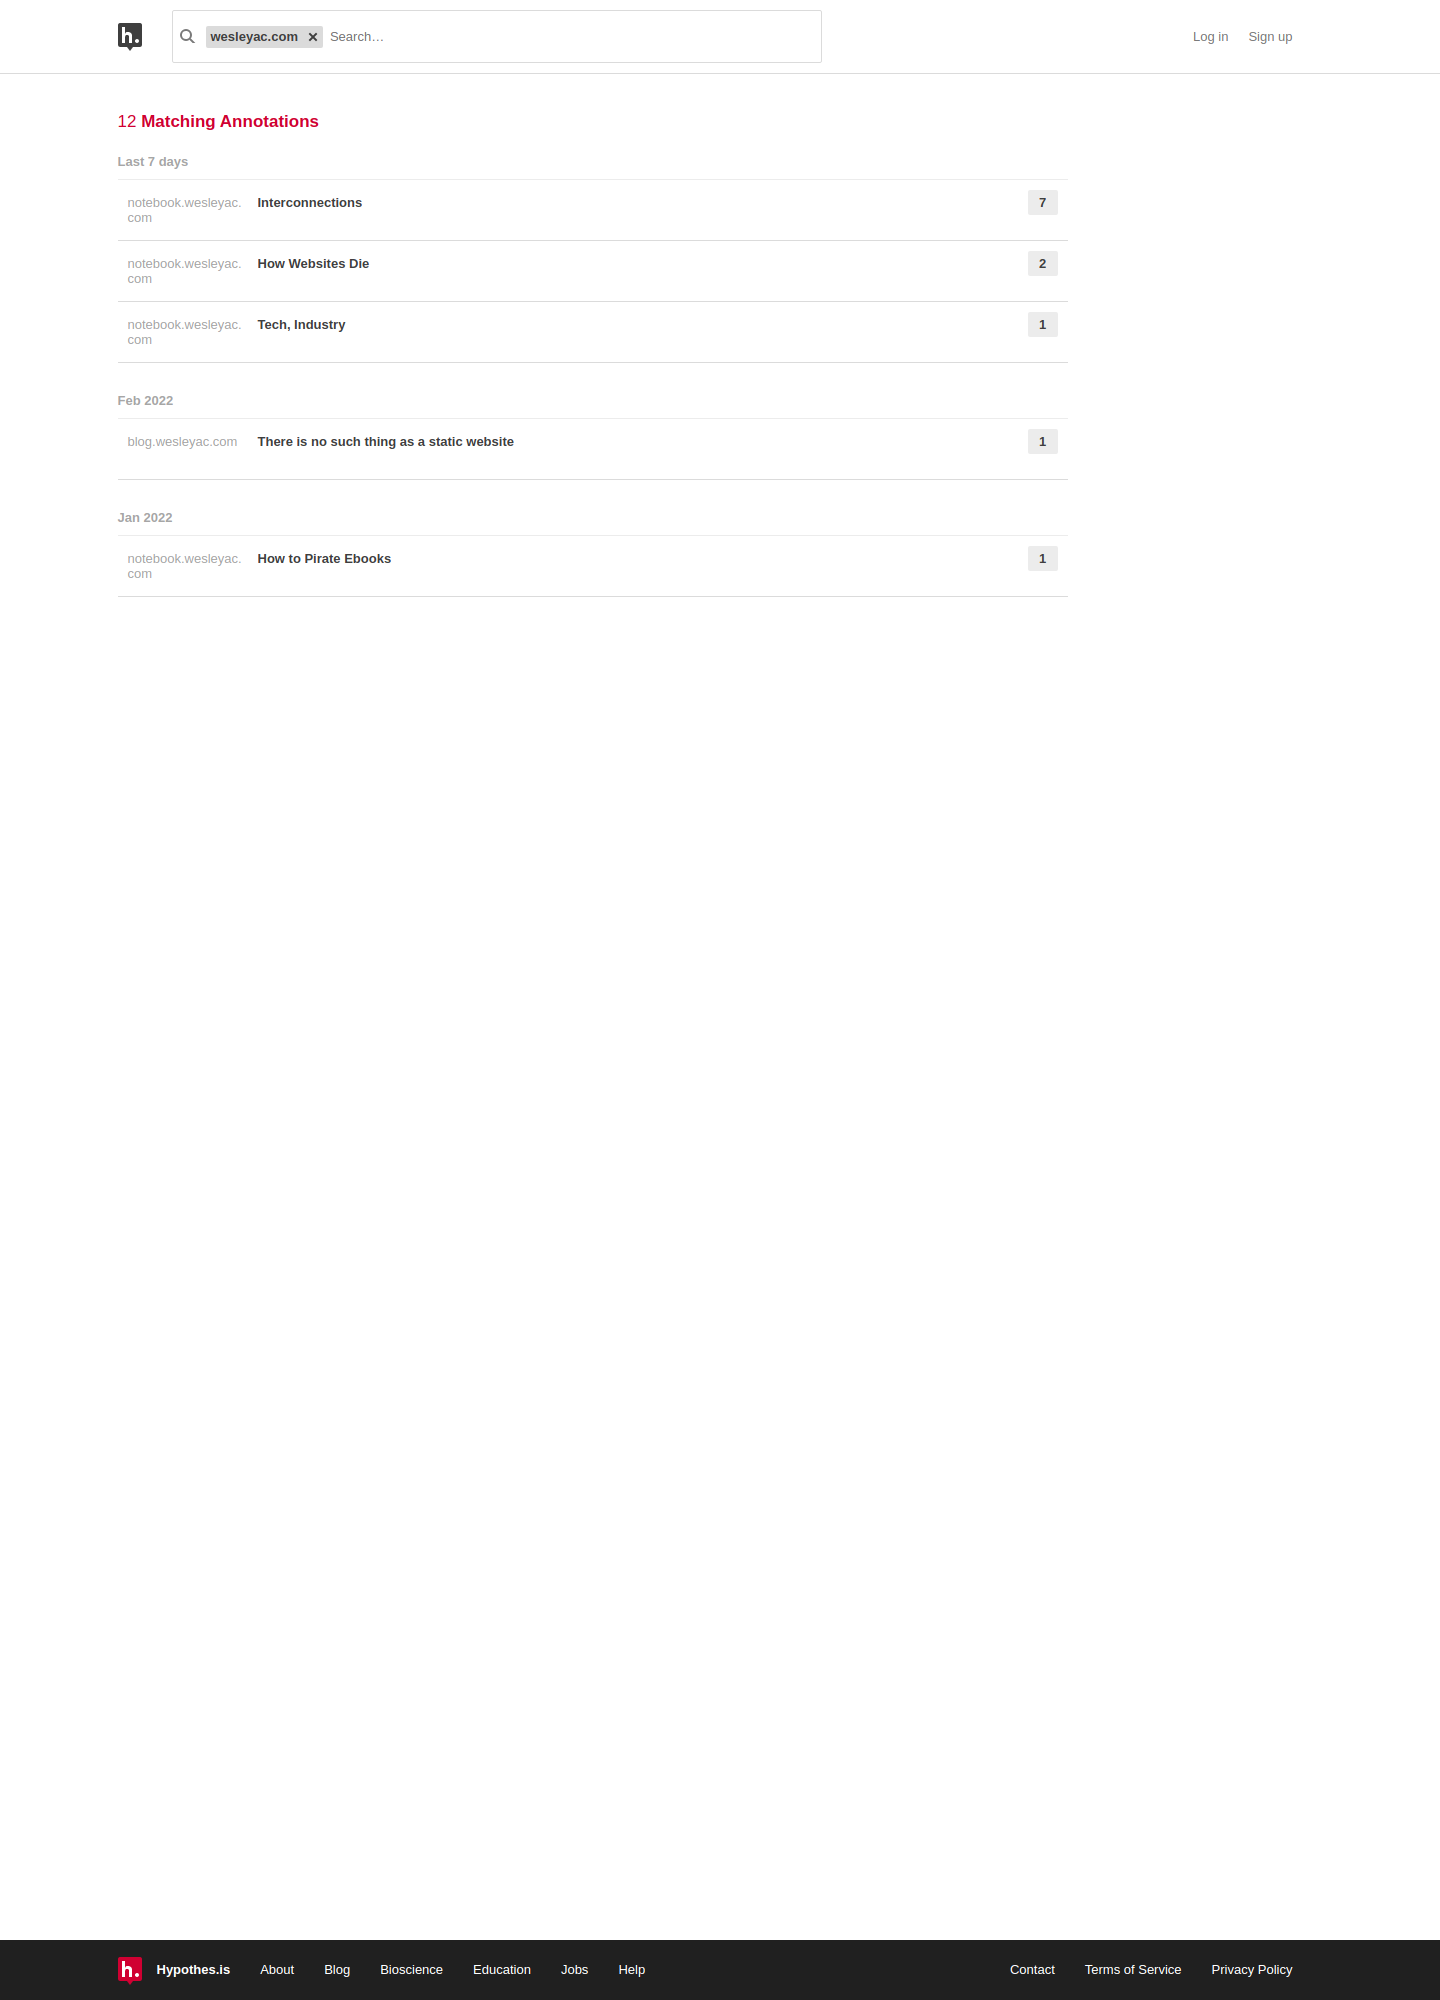 h.
wesleyac.com × Search…
Log in Sign up
12 Matching Annotations
Last 7 days
notebook.wesleyac. Interconnections 7
com
notebook.wesleyac. How Websites Die 2
com
notebook.wesleyac. Tech, Industry 1
com
Feb 2022
blog.wesleyac.com There is no such thing as a static website 1
Jan 2022
notebook.wesleyac. How to Pirate Ebooks 1
com
h. Hypothes.is About Blog Bioscience Education Jobs Help Contact Terms of Service Privacy Policy